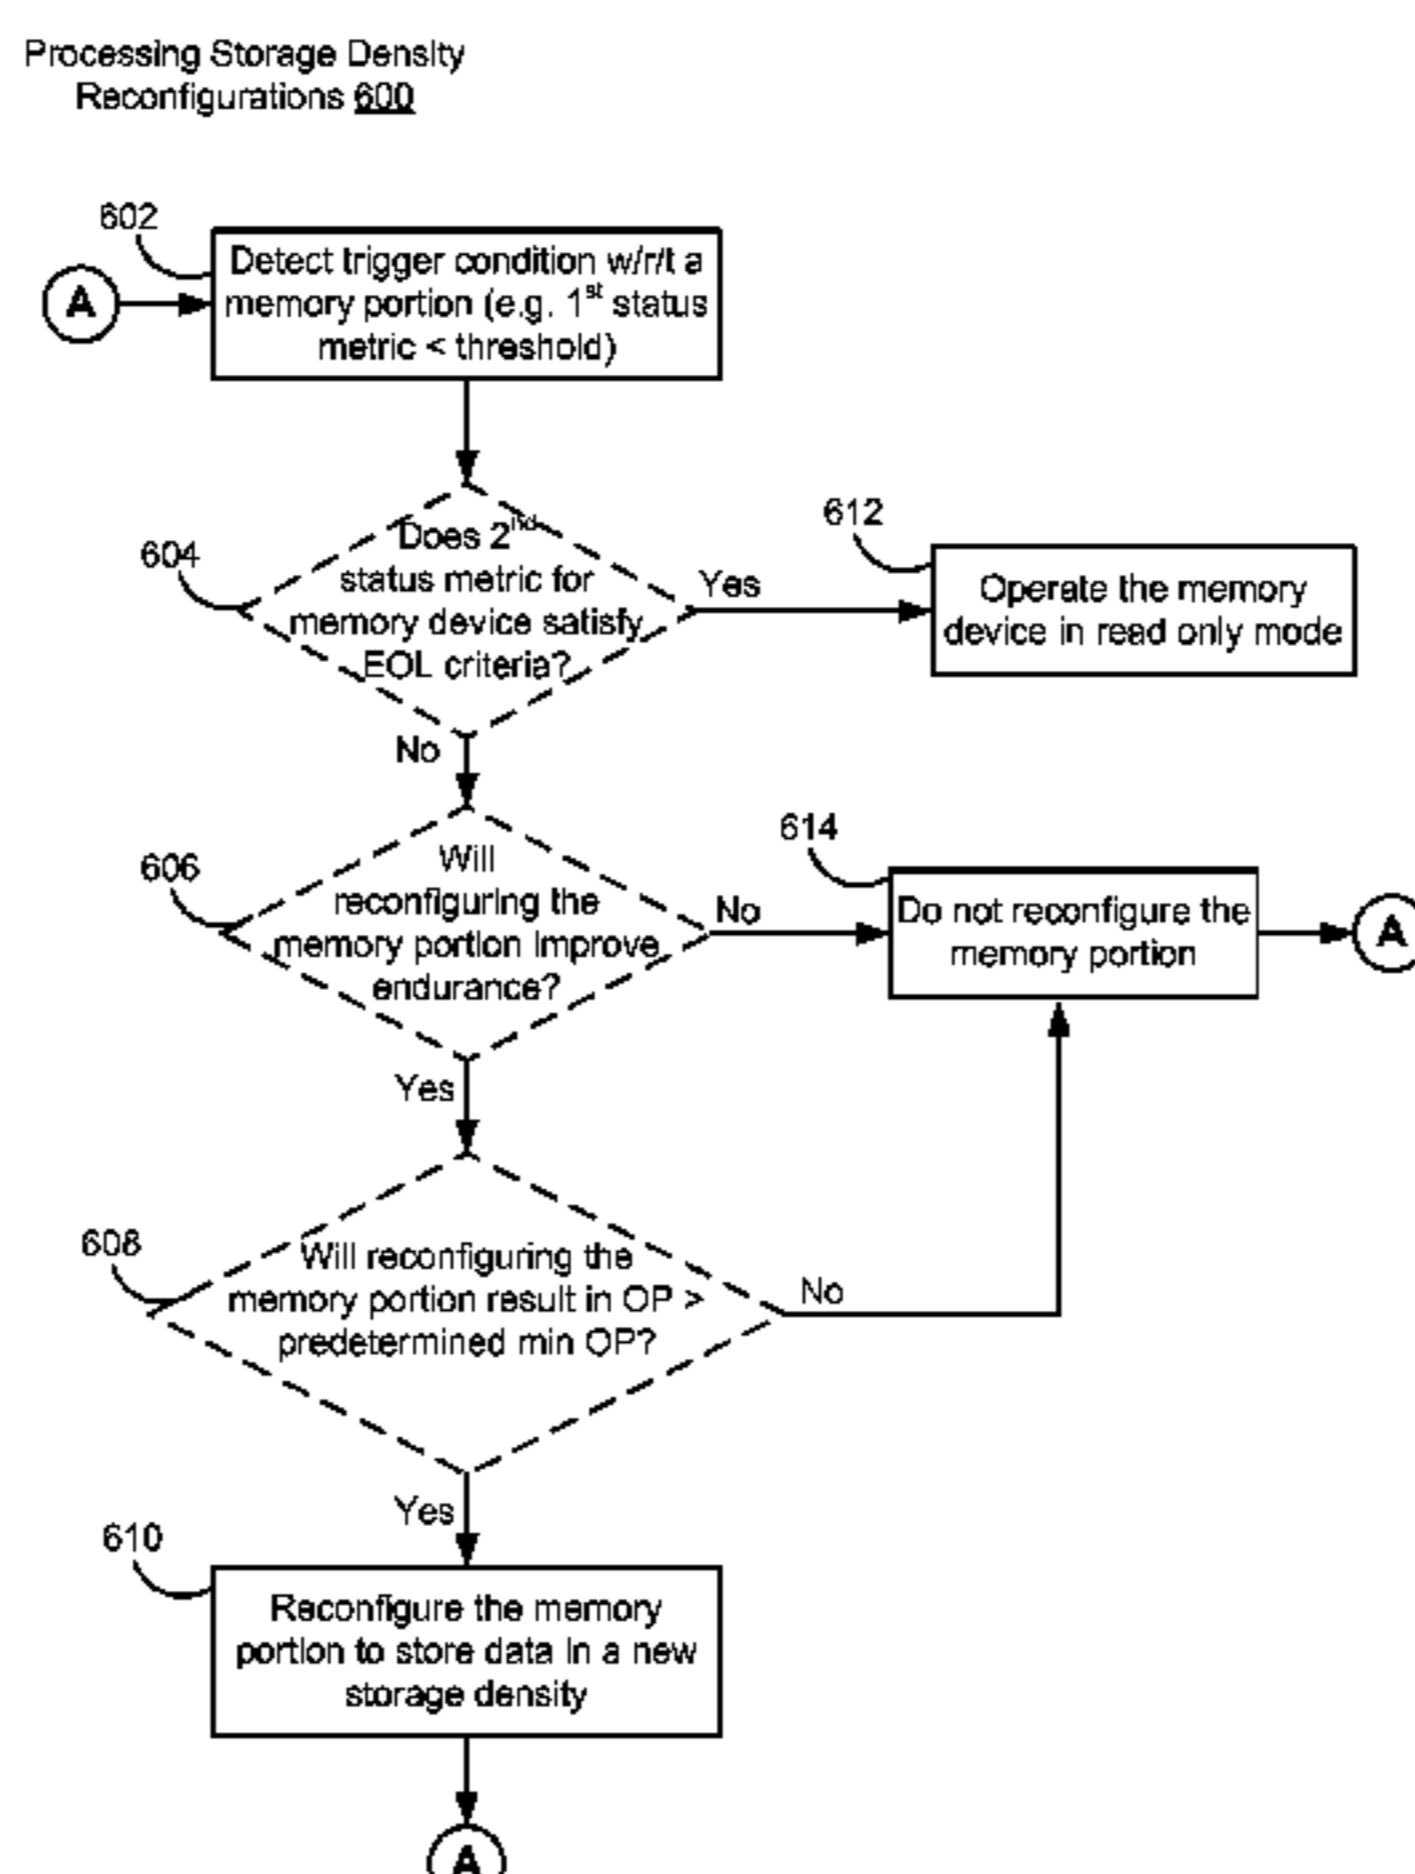 Processing Storage Density
Reconfigurations 600
602
A
Detect trigger condition w/r/t a
memory portion (e.g. 1st status
metric < threshold)
604
Does 2nd
status metric for
memory device satisfy
EOL criteria?
Yes
612
Operate the memory
device in read only mode
No
606
Will
reconfiguring the
memory portion improve
endurance?
No
614
Do not reconfigure the
memory portion
A
Yes
608
Will reconfiguring the
memory portion result in OP >
predetermined min OP?
No
Yes
610
Reconfigure the memory
portion to store data in a new
storage density
A